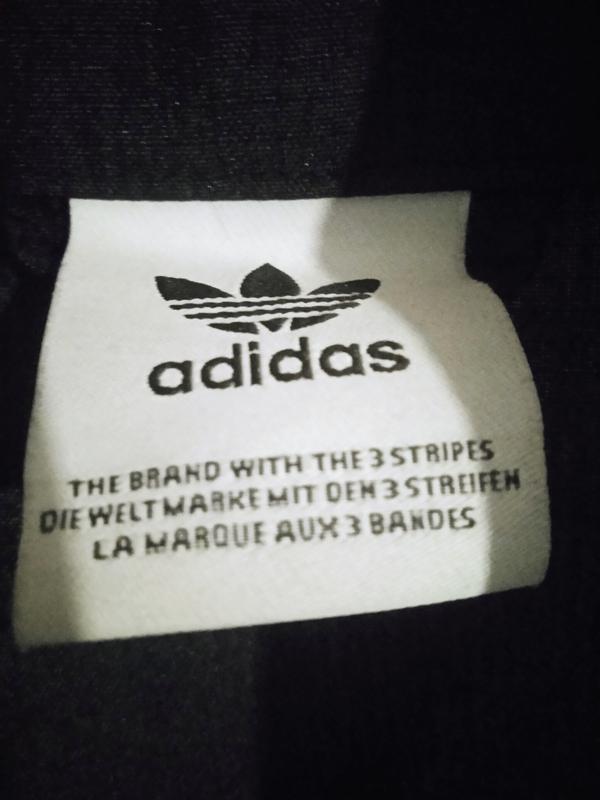 adidas
THE BRAND WITH THE 3 STRIPES
DIE WELTMARKE MIT DEN 3 STREIFEN
LA MARQUE AUX 3 BANDES